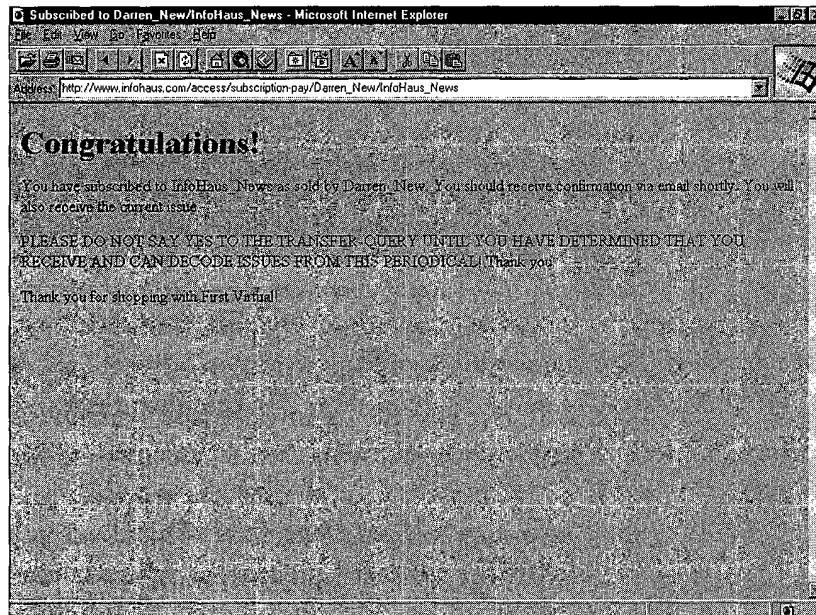 Subscribed to Darren_New/InfoHaus_News - Microsoft Internet Explorer
File Edit View Go Favorites Help
Address: http://www.infohaus.com/access/subscription-pay/Darren_New/InfoHaus_News
Congratulations!
You have subscribed to InfoHaus_News as sold by Darren_New. You should receive confirmation via email shortly. You will
also receive the current issue.
PLEASE DO NOT SAY YES TO THE TRANSFER-QUERY UNTIL YOU HAVE DETERMINED THAT YOU
RECEIVE AND CAN DECODE ISSUES FROM THIS PERIODICAL! Thank you.
Thank you for shopping with First Virtual!